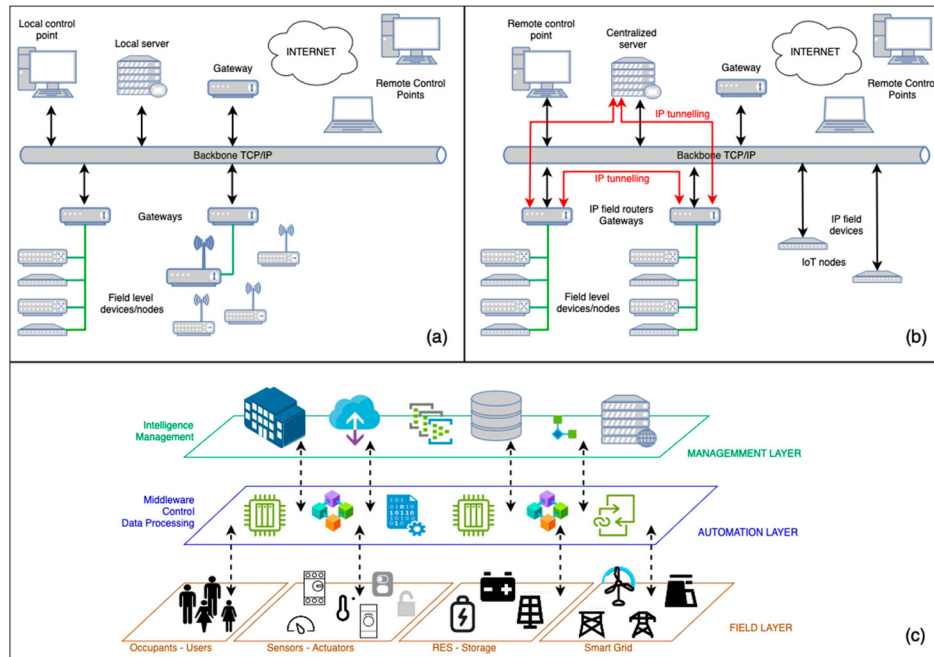 Local control
point
Local server
Gateway
INTERNET
Remote Control
Points
Backbone TCP/IP
Gateways
Field level
devices/nodes
(a)
Remote control
point
Centralized
server
Gateway
INTERNET
Remote Control
Points
IP tunnelling
Backbone TCP/IP
IP tunnelling
IP field routers
Gateways
IP field
devices
IoT nodes
Field level
devices/nodes
(b)
Intelligence
Management
MANAGEMMENT LAYER
Middleware
Control
Data Processing
AUTOMATION LAYER
Occupants - Users
Sensors - Actuators
RES - Storage
Smart Grid
FIELD LAYER
(c)